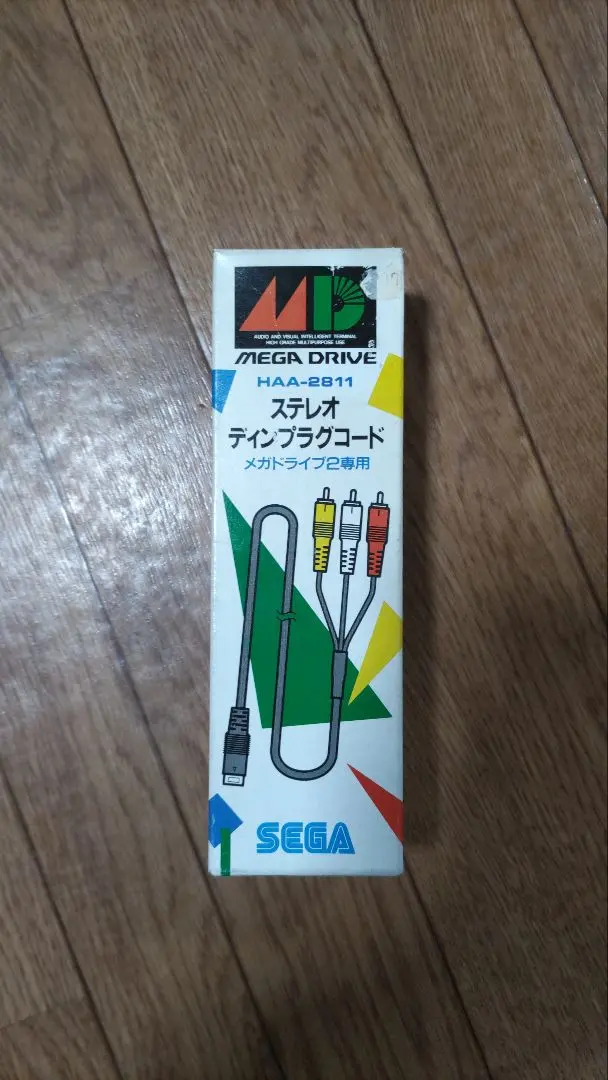 MD
AUDIO AND VISUAL INTELLIGENT TERMINAL
HIGH GRADE MULTIPURPOSE USE
MEGA DRIVE
HAA-2811
ステレオ
ディンプラグコード
メガドライブ2専用
SEGA